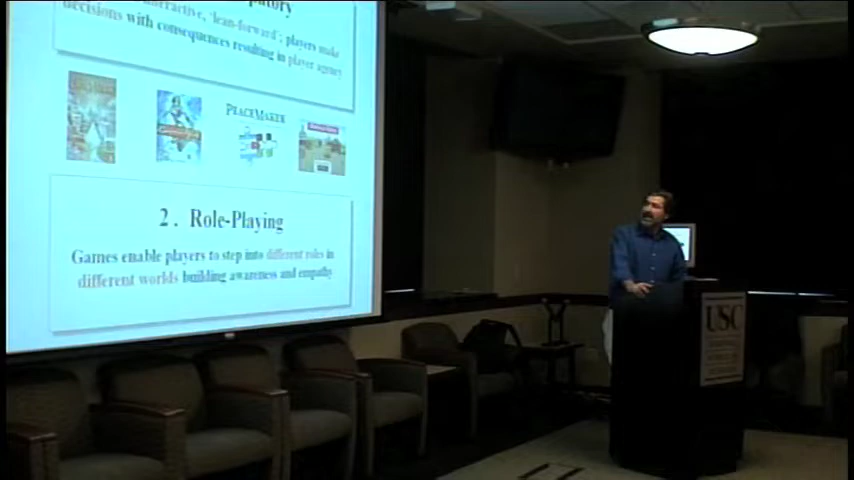 interactive, 'lean-forward'; players make
decisions with consequences resulting in player agency
PEACEMAKER
2. Role-Playing
Games enable players to step into different roles in
different worlds building awareness and empathy
USC